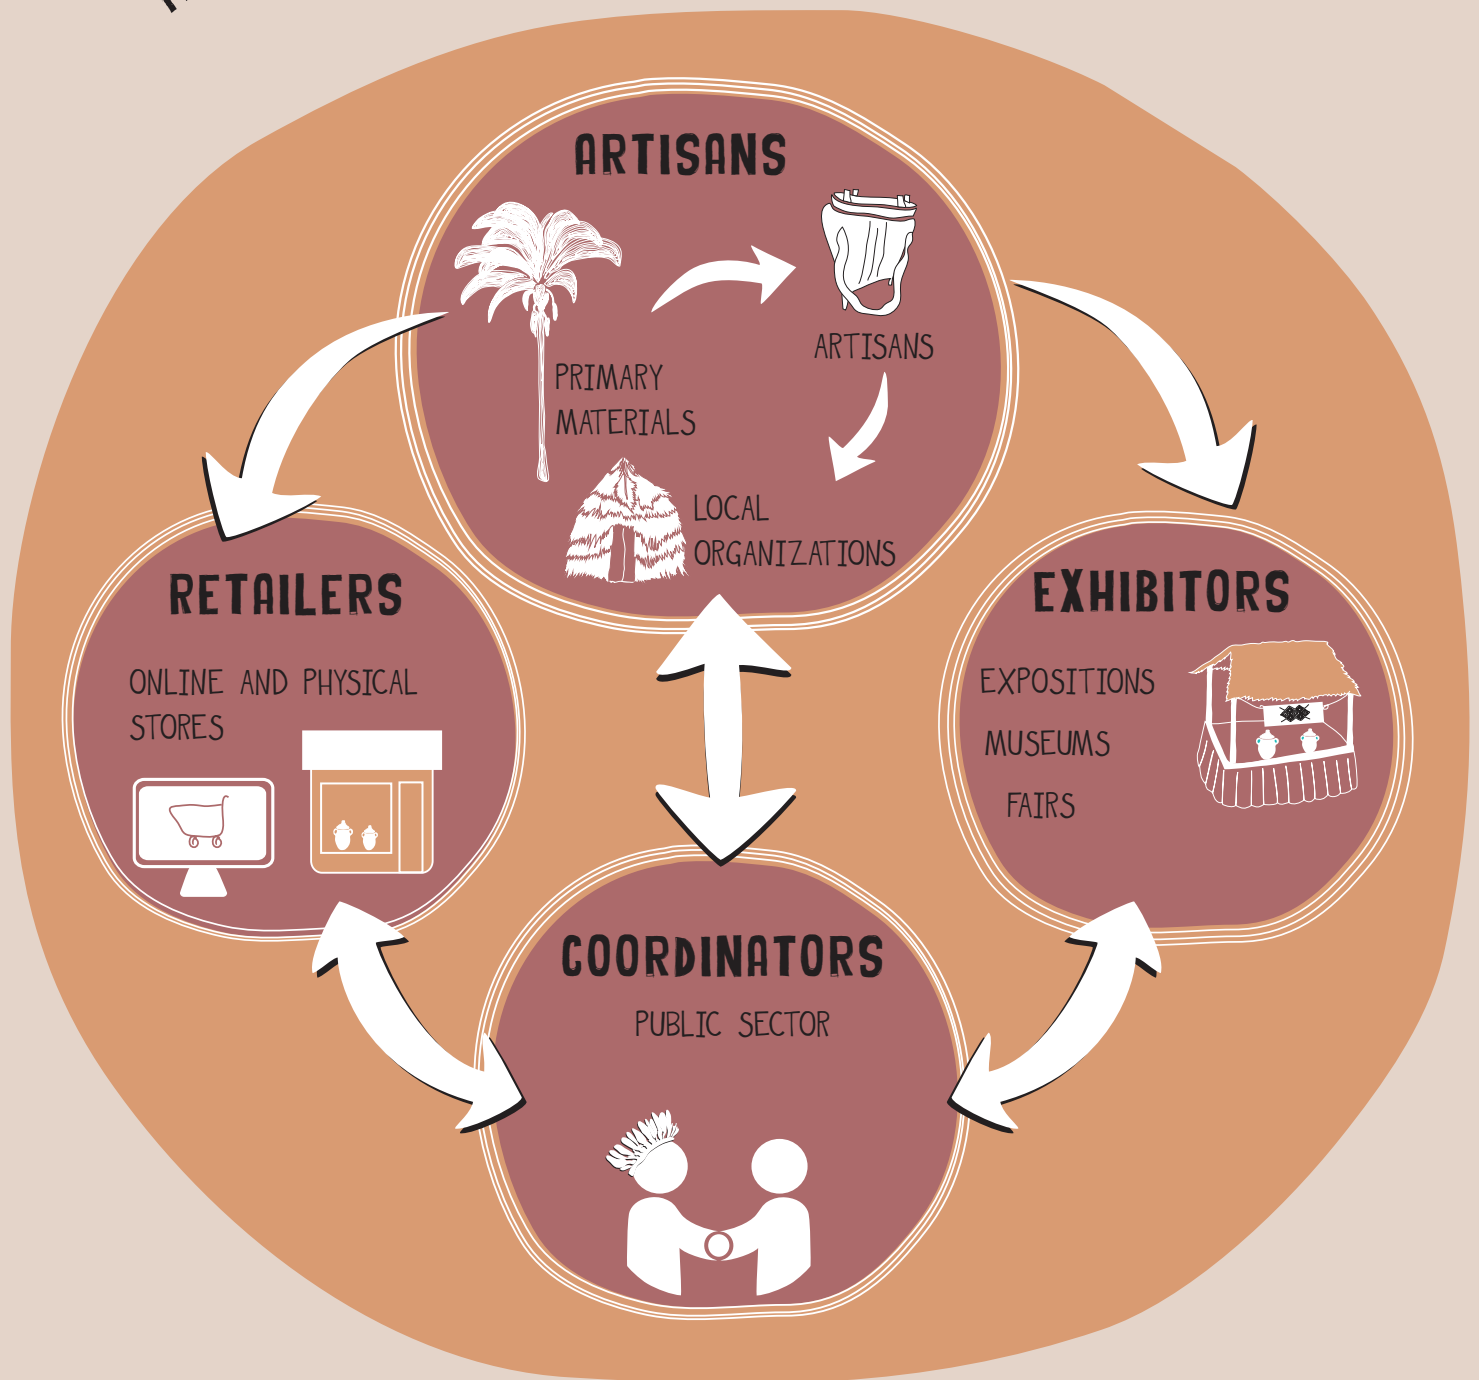 ARTISANS
ARTISANS
PRIMARY
MATERIALS
LOCAL
ORGANIZATIONS
RETAILERS
ONLINE AND PHYSICAL
STORES
EXHIBITORS
EXPOSITIONS
MUSEUMS
FAIRS
COORDINATORS
PUBLIC SECTOR